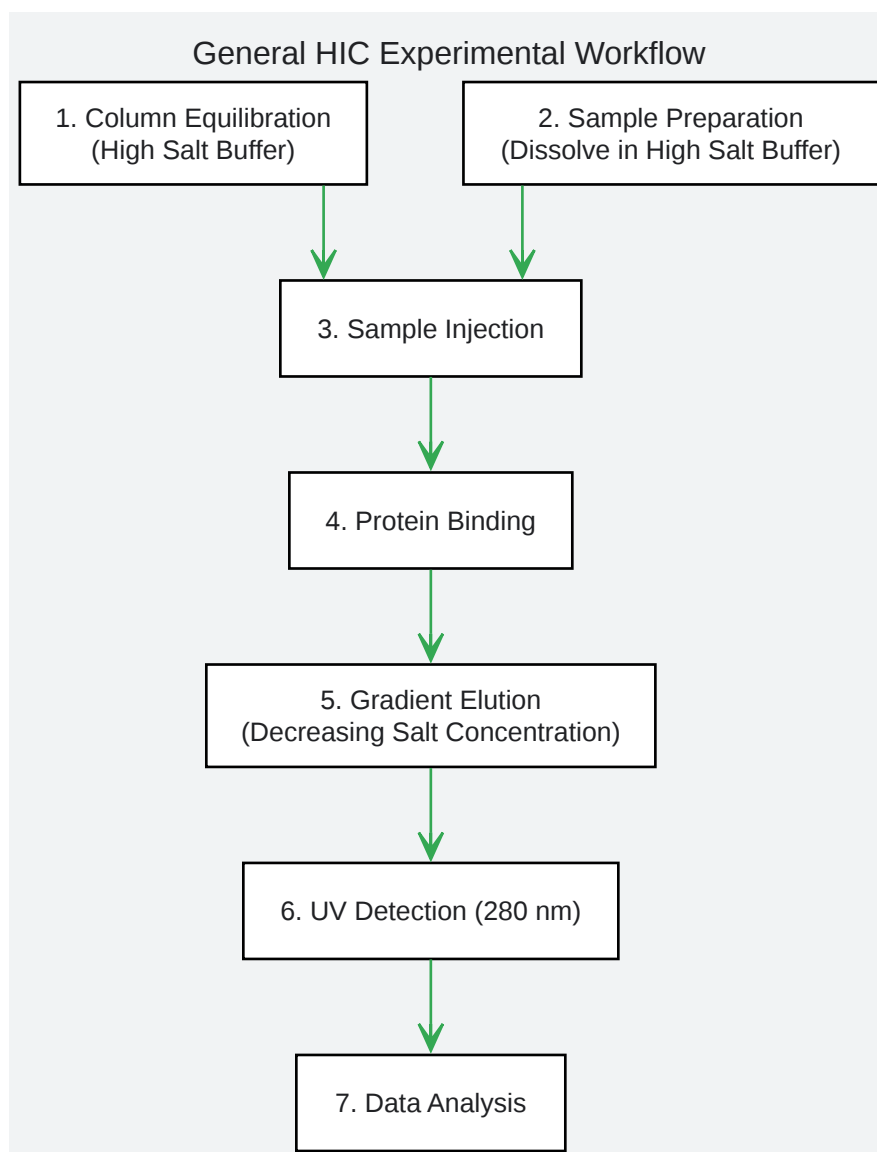 General HIC Experimental Workflow
1. Column Equilibration
(High Salt Buffer)
2. Sample Preparation
(Dissolve in High Salt Buffer)
3. Sample Injection
4. Protein Binding
5. Gradient Elution
(Decreasing Salt Concentration)
6. UV Detection (280 nm)
7. Data Analysis